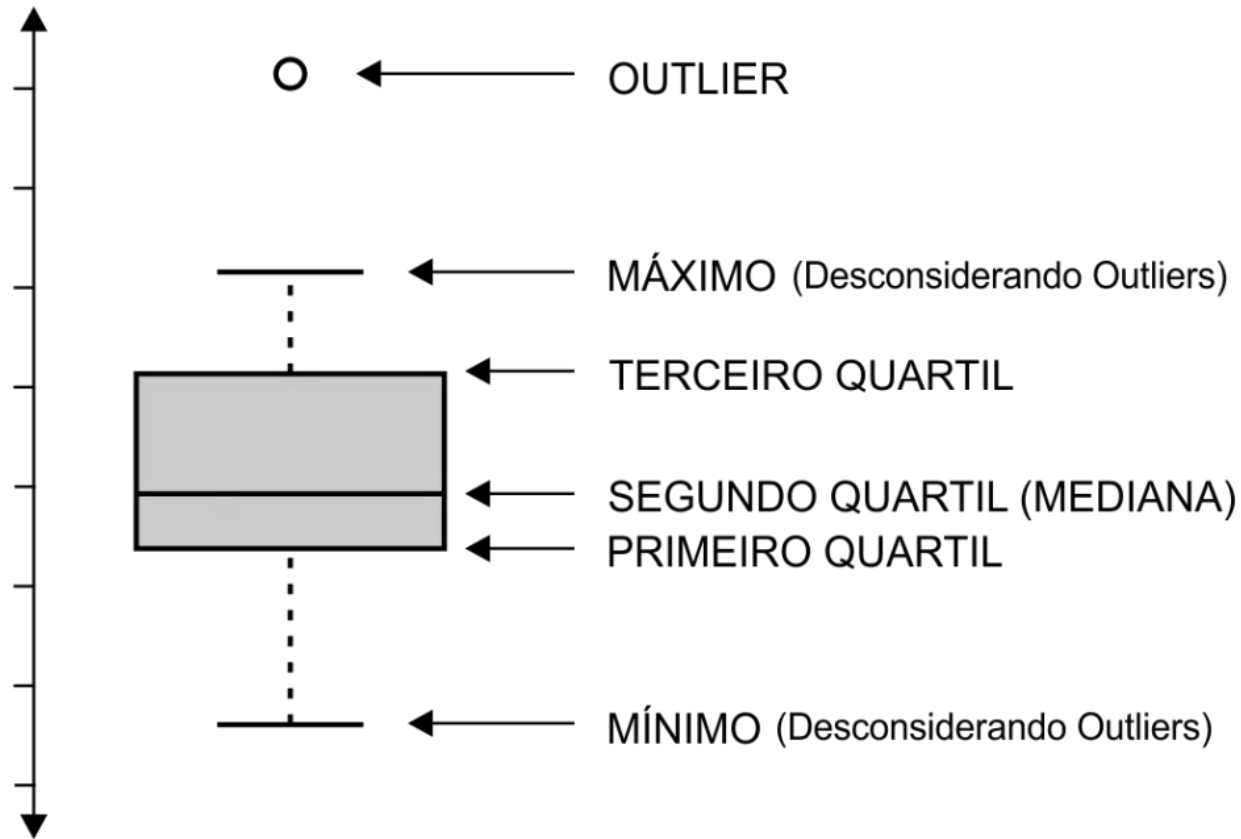 OUTLIER
MÁXIMO (Desconsiderando Outliers)
TERCEIRO QUARTIL
SEGUNDO QUARTIL (MEDIANA)
PRIMEIRO QUARTIL
MÍNIMO (Desconsiderando Outliers)